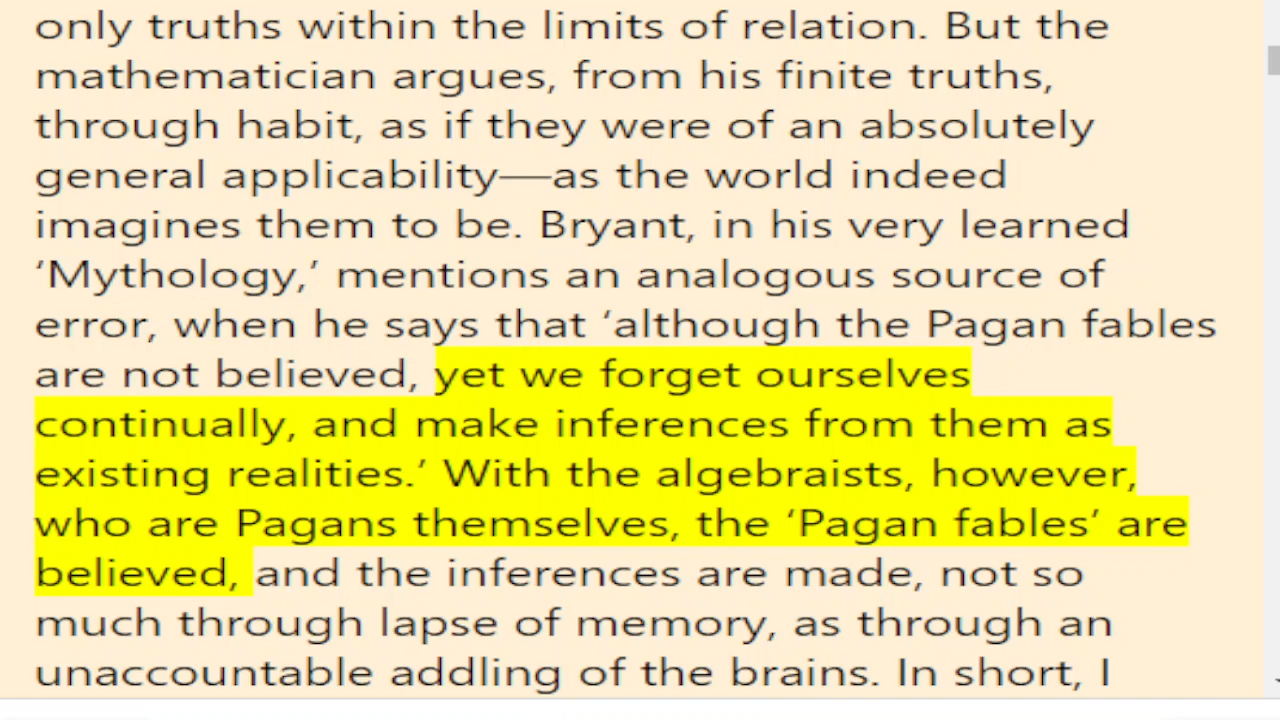 only truths within the limits of relation. But the
mathematician argues, from his finite truths,
through habit, as if they were of an absolutely
general applicability—as the world indeed
imagines them to be. Bryant, in his very learned
‘Mythology,’ mentions an analogous source of
error, when he says that ‘although the Pagan fables
are not believed, yet we forget ourselves
continually, and make inferences from them as
existing realities.’ With the algebraists, however,
who are Pagans themselves, the ‘Pagan fables’ are
believed, and the inferences are made, not so
much through lapse of memory, as through an
unaccountable addling of the brains. In short, I